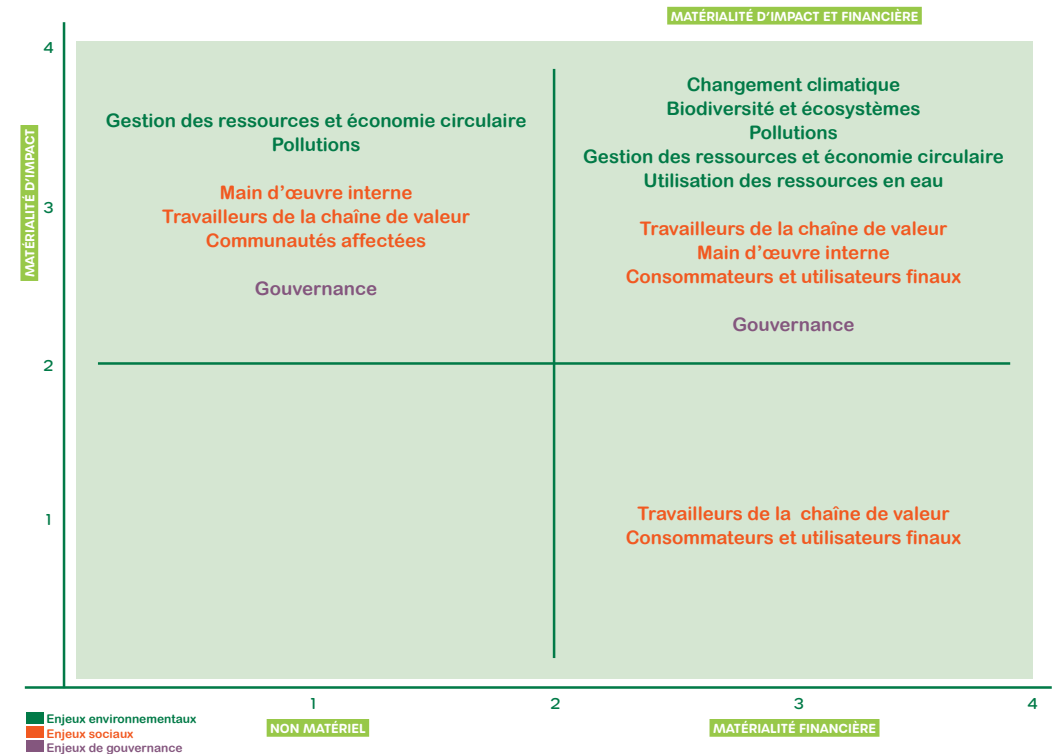 MATÉRIALITÉ D'IMPACT ET FINANCIÈRE
4
MATÉRIALITÉ D'IMPACT
3
2
1
Gestion des ressources et économie circulaire
Pollutions
Main d'œuvre interne
Travailleurs de la chaîne de valeur
Communautés affectées
Gouvernance
Changement climatique
Biodiversité et écosystèmes
Pollutions
Gestion des ressources et économie circulaire
Utilisation des ressources en eau
Travailleurs de la chaîne de valeur
Main d'œuvre interne
Consommateurs et utilisateurs finaux
Gouvernance
Travailleurs de la chaîne de valeur
Consommateurs et utilisateurs finaux
1
2
3
4
NON MATÉRIEL
MATÉRIALITÉ FINANCIÈRE
Enjeux environnementaux
Enjeux sociaux
Enjeux de gouvernance